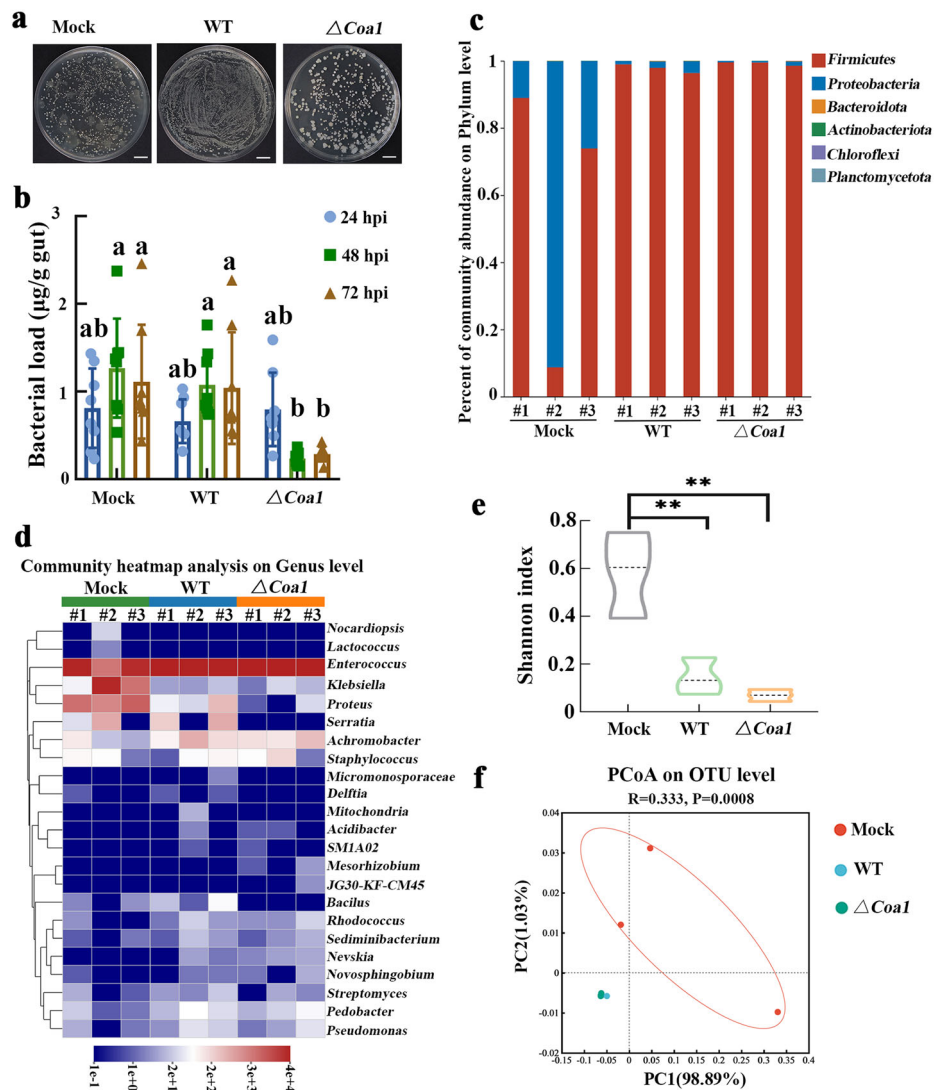 a
Mock
WT
△Coa1
b
Bacterial load (μg/g gut)
3
2
1
0
24 hpi
48 hpi
72 hpi
ab
a
a
ab
a
a
ab
b
b
Mock
WT
△Coa1
c
Percent of community abundance on Phylum level
1
0.8
0.6
0.4
0.2
0
#1 #2 #3 #1 #2 #3 #1 #2 #3
Mock
WT
△Coa1
Firmicutes
Proteobacteria
Bacteroidota
Actinobacteriota
Chloroflexi
Planctomycetota
d
Community heatmap analysis on Genus level
Mock
WT
△Coa1
#1 #2 #3 #1 #2 #3 #1 #2 #3
Nocardiopsis
Lactococcus
Enterococcus
Klebsiella
Proteus
Serratia
Achromobacter
Staphylococcus
Micromonosporaceae
Delftia
Mitochondria
Acidibacter
SM1A02
Mesorhizobium
JG30-KF-CM45
Bacilus
Rhodococcus
Sediminibacterium
Nevskia
Novosphingobium
Streptomyces
Pedobacter
Pseudomonas
1e-1
1e+0
2e+1
2e+2
3e+3
4e+4
e
Shannon index
0.8
0.6
0.4
0.2
0
**
**
Mock
WT
△Coa1
f
PCoA on OTU level
R=0.333, P=0.0008
PC2(1.03%)
0.04
0.03
0.02
0.01
0
-0.01
-0.02
-0.15 -0.1 -0.05 0 0.05 0.1 0.15 0.2 0.25 0.3 0.35 0.4
PC1(98.89%)
Mock
WT
△Coa1